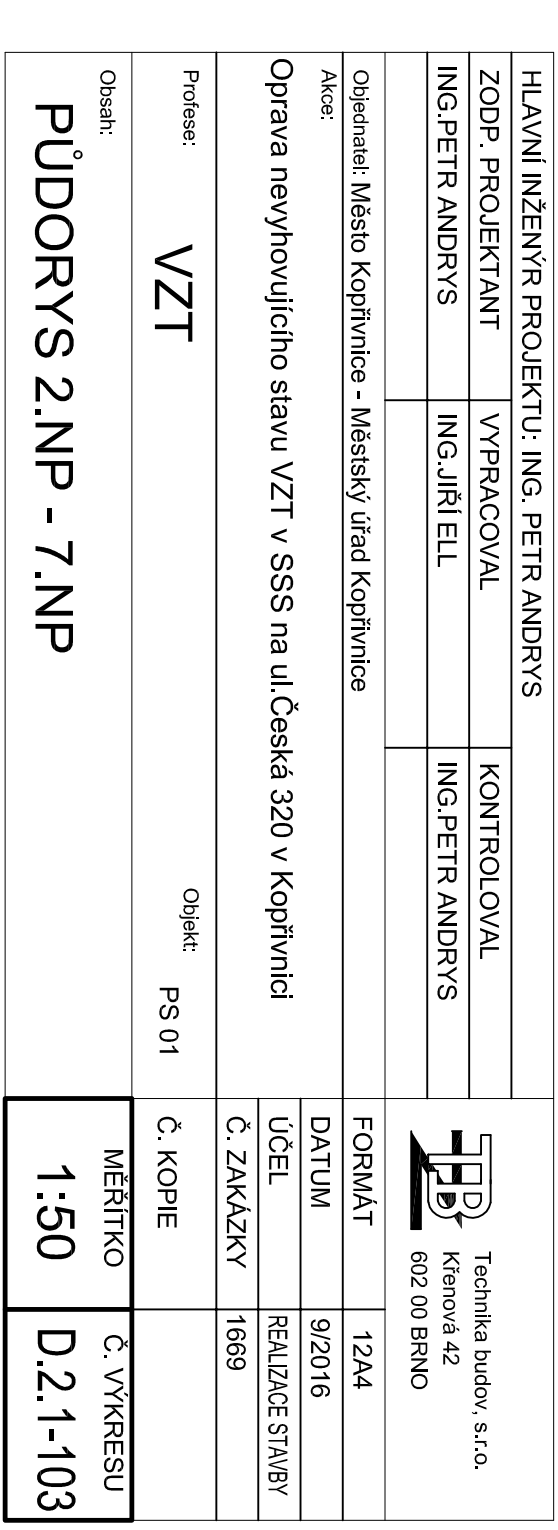 HLAVNÍ INŽENÝR PROJEKTU: ING. PETR ANDRYS
ZODP. PROJEKTANT VYPRACOVAL KONTROLOVAL
ING.PETR ANDRYS ING.JIŘÍ ELL ING.PETR ANDRYS
TB
Technika budov, s.r.o.
Křenová 42
602 00 BRNO
Objednatel: Město Kopřivnice - Městský úřad Kopřivnice
Akce:
Oprava nevyhovujícího stavu VZT v SSS na ul.Česká 320 v Kopřivnici
FORMÁT 12A4
DATUM 9/2016
ÚČEL REALIZACE STAVBY
Č. ZAKÁZKY 1669
Profese: VZT Objekt: PS 01
Č. KOPIE
Obsah:
PŮDORYS 2.NP - 7.NP
MĚŘÍTKO Č. VÝKRESU
1:50 D.2.1-103